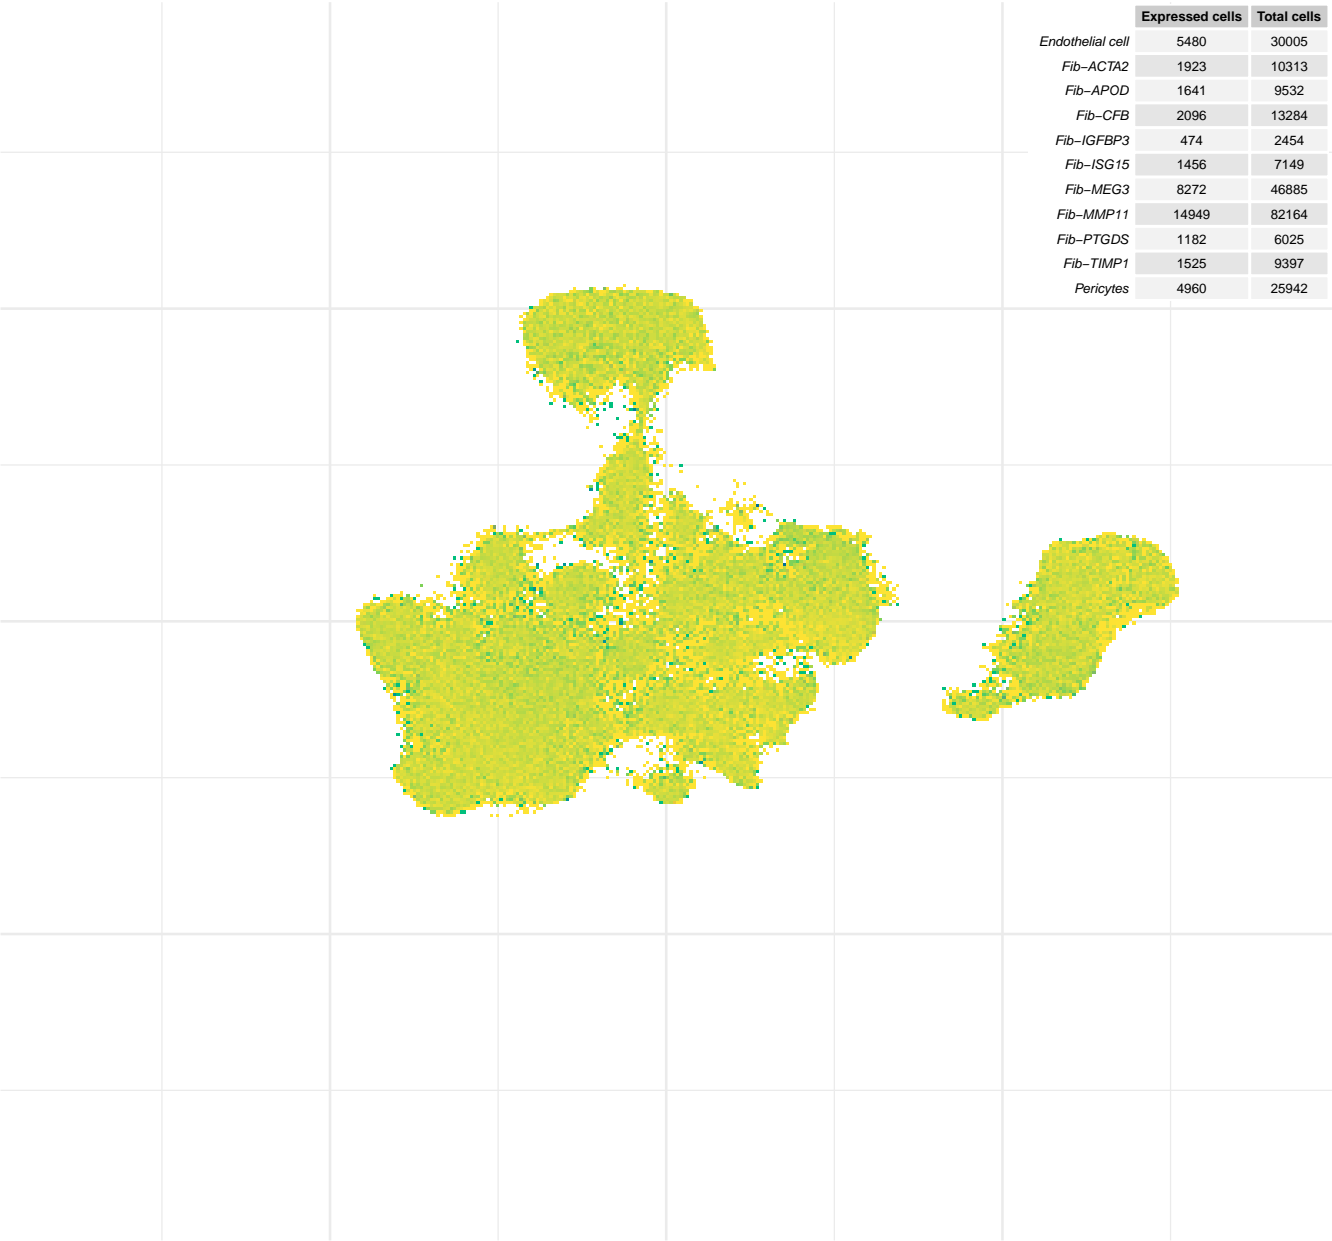 Expressed cells Total cells
Endothelial cell 5480 30005
Fib−ACTA2 1923 10313
Fib−APOD 1641 9532
Fib−CFB 2096 13284
Fib−IGFBP3 474 2454
Fib−ISG15 1456 7149
Fib−MEG3 8272 46885
Fib−MMP11 14949 82164
Fib−PTGDS 1182 6025
Fib−TIMP1 1525 9397
Pericytes 4960 25942